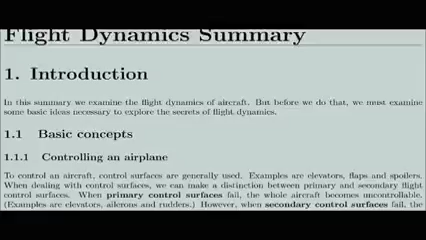 Flight Dynamics Summary
1. Introduction
In this summary we examine the flight dynamics of aircraft. But before we do that, we must examine
some basic ideas necessary to explore the secrets of flight dynamics.
1.1 Basic concepts
1.1.1 Controlling an airplane
To control an aircraft, control surfaces are generally used. Examples are elevators, flaps and spoilers.
When dealing with control surfaces, we can make a distinction between primary and secondary flight
control surfaces. When primary control surfaces fail, the whole aircraft becomes uncontrollable.
(Examples are elevators, ailerons and rudders.) However, when secondary control surfaces fail, the